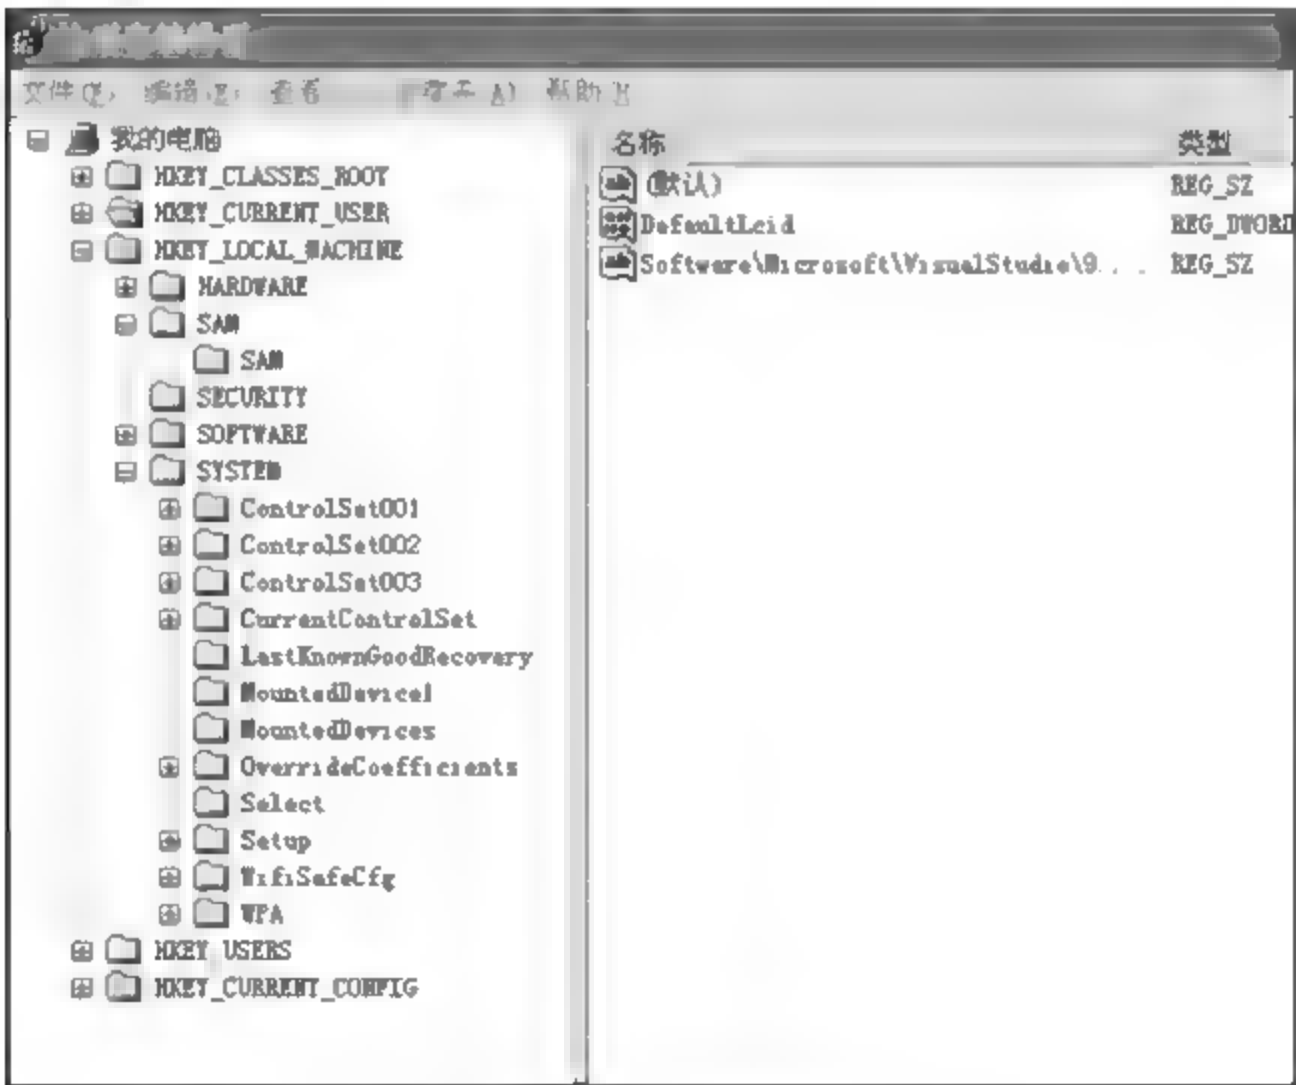 文件(F) 编辑(E) 查看 帮助(H
我的电脑
HKEY_CLASSES_ROOT
HKEY_CURRENT_USER
HKEY_LOCAL_MACHINE
HARDWARE
SAM
SAM
SECURITY
SOFTWARE
SYSTEM
ControlSet001
ControlSet002
ControlSet003
CurrentControlSet
LastKnownGoodRecovery
MountedDevicel
MountedDevices
OverrideCoefficients
Select
Setup
WifiSafeCfg
WPA
HKEY_USERS
HKEY_CURRENT_CONFIG
名称 类型
(默认) REG_SZ
DefaultLcid REG_DWORD
Software\Microsoft\VisualStudio\9... REG_SZ